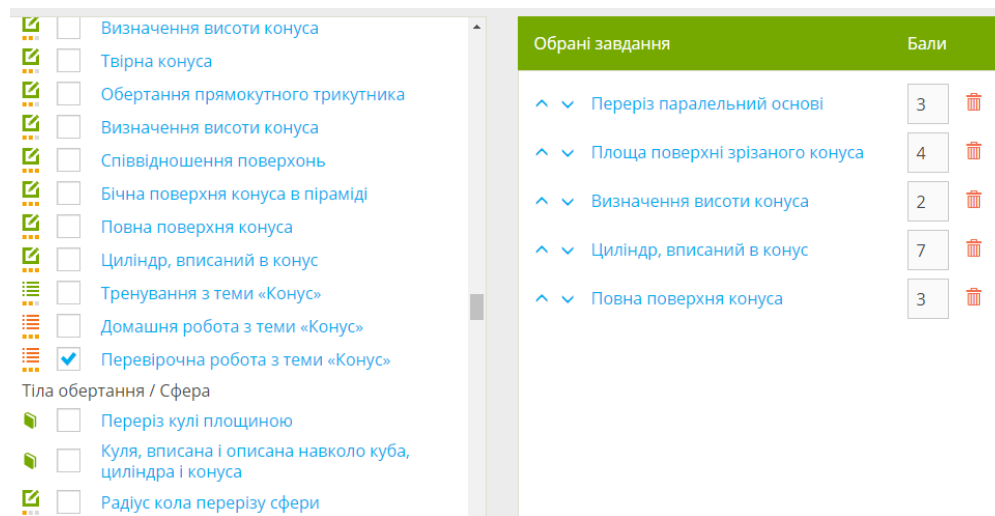 Визначення висоти конуса
Твірна конуса
Обертання прямокутного трикутника
Визначення висоти конуса
Співвідношення поверхонь
Бічна поверхня конуса в піраміді
Повна поверхня конуса
Циліндр, вписаний в конус
Тренування з теми «Конус»
Домашня робота з теми «Конус»
Перевірочна робота з теми «Конус»
Тіла обертання / Сфера
Переріз кулі площиною
Куля, вписана і описана навколо куба,
циліндра і конуса
Радіус кола перерізу сфери
Обрані завдання Бали
Переріз паралельний основі 3
Площа поверхні зрізаного конуса 4
Визначення висоти конуса 2
Циліндр, вписаний в конус 7
Повна поверхня конуса 3